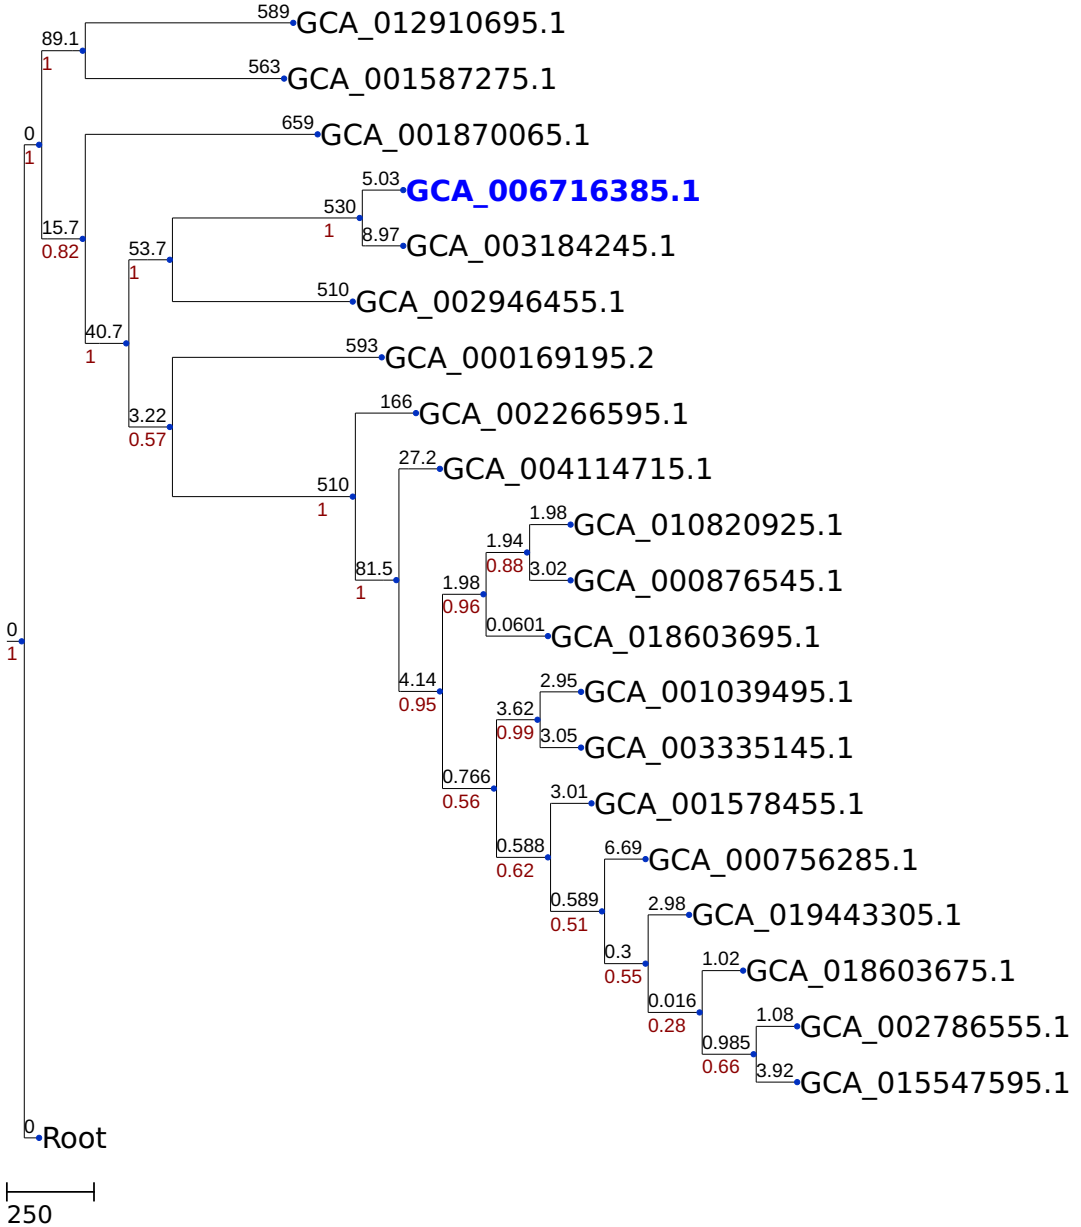 589 GCA_012910695.1
89.1
1
563 GCA_001587275.1
659 GCA_001870065.1
0
1
5.03 GCA_006716385.1
530
1
15.7
0.82
8.97 GCA_003184245.1
53.7
1
510 GCA_002946455.1
40.7
1
593 GCA_000169195.2
166 GCA_002266595.1
3.22
0.57
27.2 GCA_004114715.1
510
1
1.98 GCA_010820925.1
1.94
0.88
81.5
1
3.02 GCA_000876545.1
1.98
0.96
0.0601 GCA_018603695.1
0
1
4.14
0.95
2.95 GCA_001039495.1
3.62
0.99
3.05 GCA_003335145.1
0.766
0.56
3.01 GCA_001578455.1
0.588
0.62
6.69 GCA_000756285.1
0.589
0.51
2.98 GCA_019443305.1
0.3
0.55
1.02 GCA_018603675.1
0.016
0.28
1.08 GCA_002786555.1
0.985
0.66
3.92 GCA_015547595.1
0 Root
250